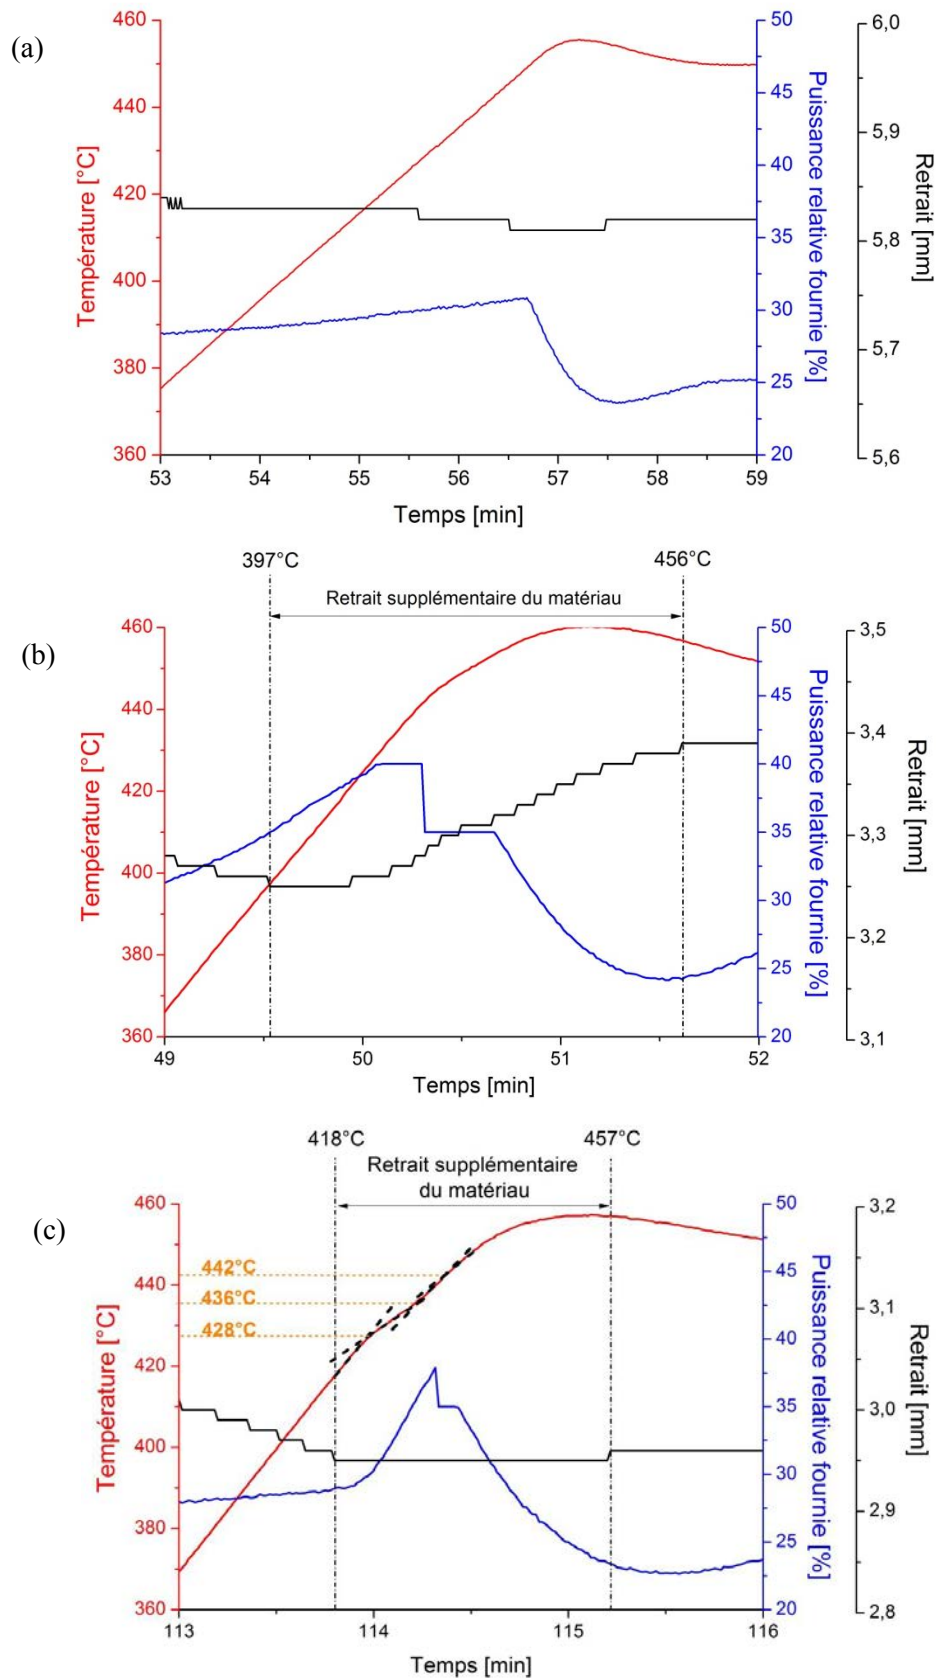 (a)
460
440
420
400
380
360
Température [°C]
50
45
40
35
30
25
20
Puissance relative fournie [%]
6,0
5,9
5,8
5,7
5,6
Retrait [mm]
53 54 55 56 57 58 59
Temps [min]
(b)
397°C 456°C
Retrait supplémentaire du matériau
460
440
420
400
380
360
Température [°C]
50
45
40
35
30
25
20
Puissance relative fournie [%]
3,5
3,4
3,3
3,2
3,1
Retrait [mm]
49 50 51 52
Temps [min]
(c)
418°C 457°C
Retrait supplémentaire
du matériau
460
440
420
400
380
360
Température [°C]
442°C
436°C
428°C
50
45
40
35
30
25
20
Puissance relative fournie [%]
3,2
3,1
3,0
2,9
2,8
Retrait [mm]
113 114 115 116
Temps [min]